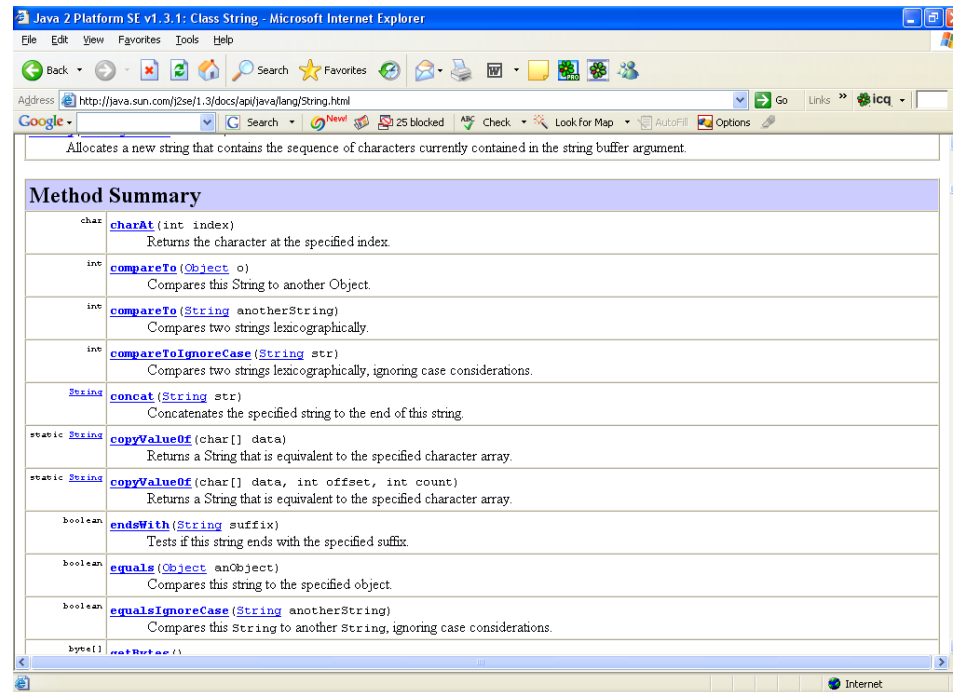 Java 2 Platform SE v1.3.1: Class String - Microsoft Internet Explorer
File Edit View Favorites Tools Help
Back Search Favorites
Address http://java.sun.com/j2se/1.3/docs/api/java/lang/String.html Go Links » icq
Google Search New! 25 blocked ABC Check Look for Map AutoFill Options
Allocates a new string that contains the sequence of characters currently contained in the string buffer argument.
Method Summary
char charAt(int index)
Returns the character at the specified index.
int compareTo(Object o)
Compares this String to another Object.
int compareTo(String anotherString)
Compares two strings lexicographically.
int compareToIgnoreCase(String str)
Compares two strings lexicographically, ignoring case considerations.
String concat(String str)
Concatenates the specified string to the end of this string.
static String copyValueOf(char[] data)
Returns a String that is equivalent to the specified character array.
static String copyValueOf(char[] data, int offset, int count)
Returns a String that is equivalent to the specified character array.
boolean endsWith(String suffix)
Tests if this string ends with the specified suffix.
boolean equals(Object anObject)
Compares this string to the specified object.
boolean equalsIgnoreCase(String anotherString)
Compares this String to another String, ignoring case considerations.
byte[] getBytes()
Internet